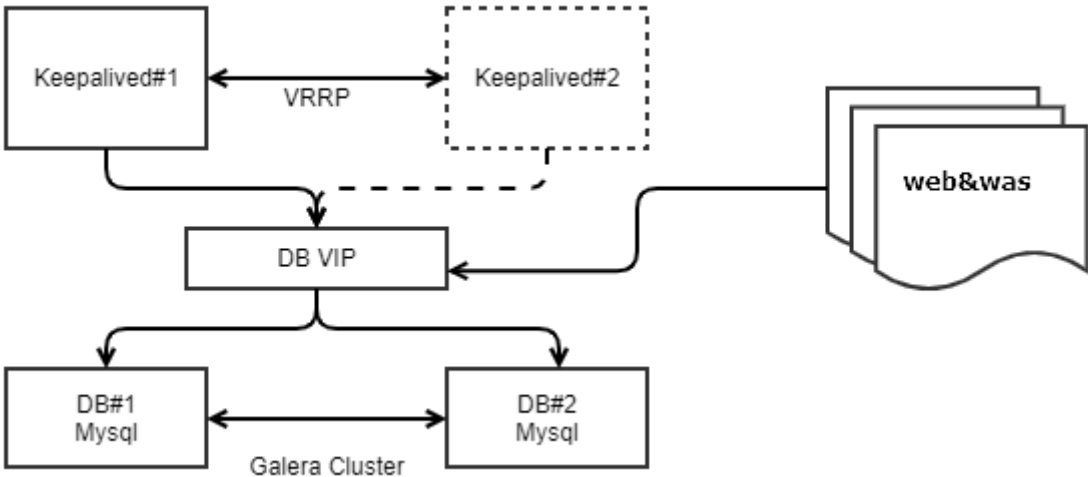 Keepalived#1
VRRP
Keepalived#2
web&was
DB VIP
DB#1
Mysql
DB#2
Mysql
Galera Cluster